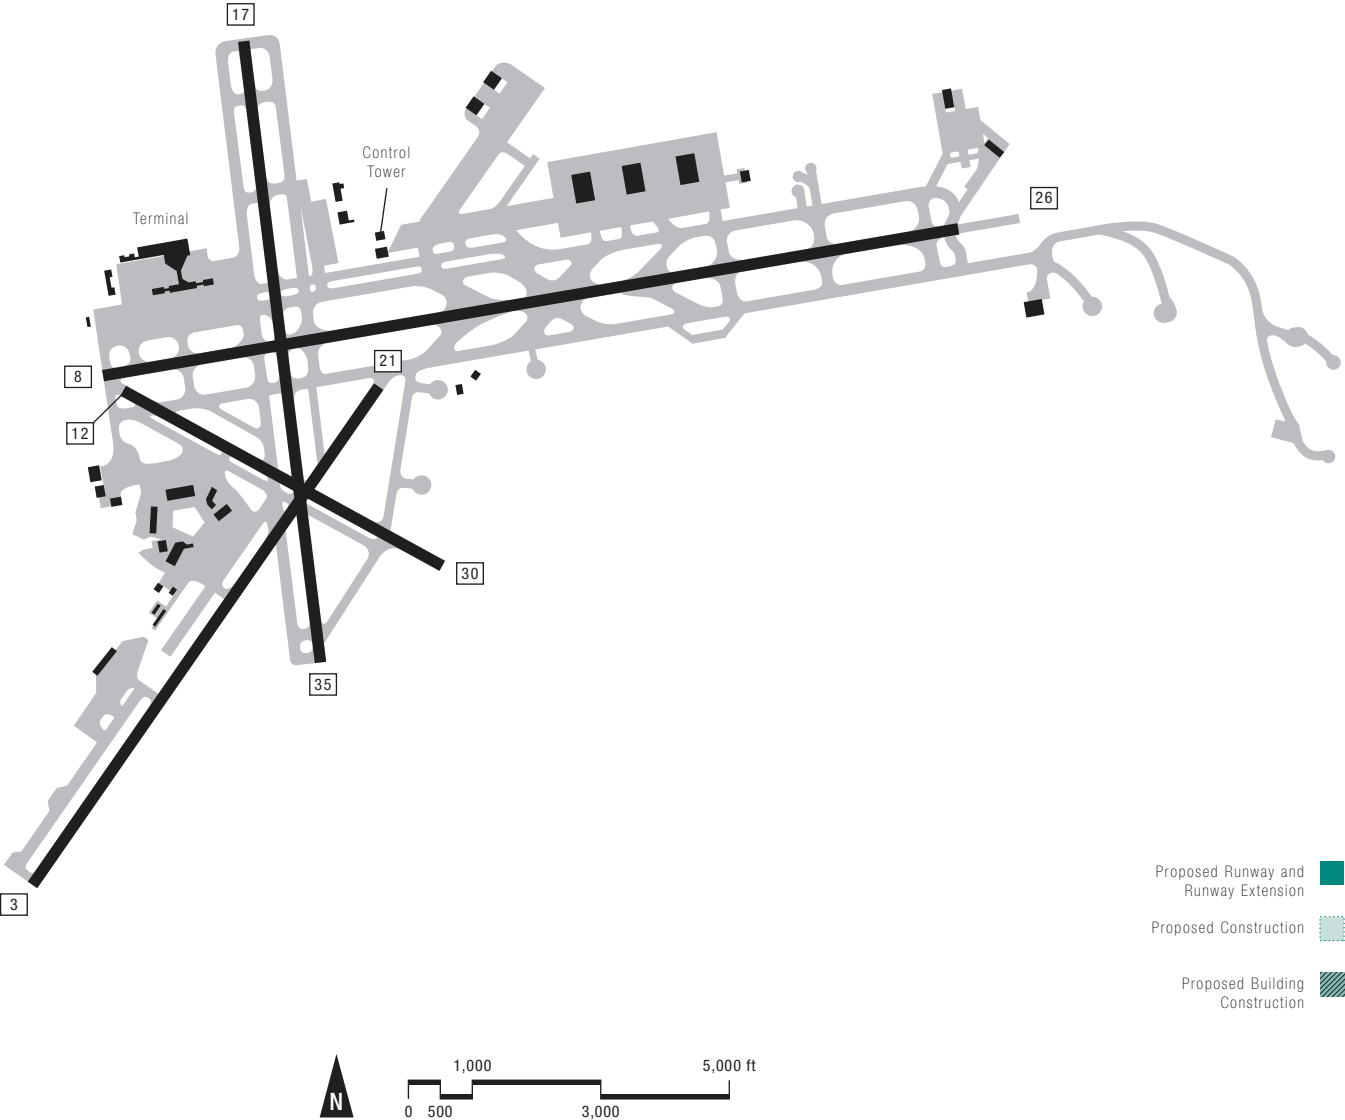 17
Control
Tower
Terminal
26
21
8
12
30
35
3
Proposed Runway and
Runway Extension
Proposed Construction
Proposed Building
Construction
1,000
5,000 ft
N
0
500
3,000